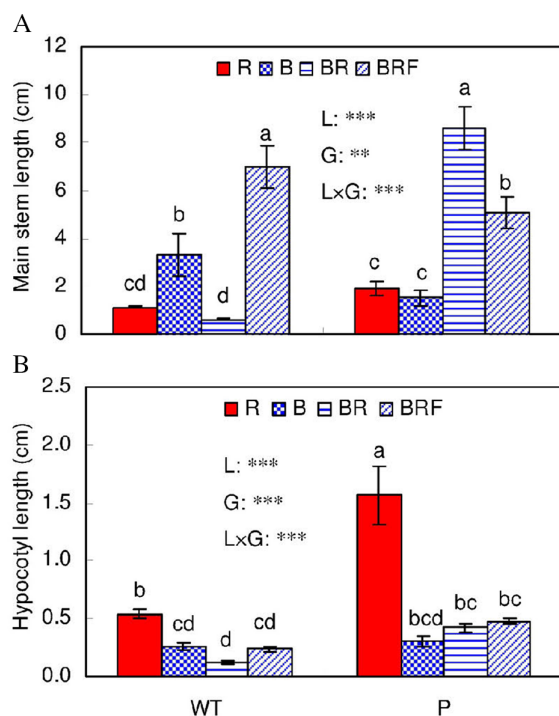 A
12
10
8
6
4
2
0
Main stem length (cm)
R B BR BRF
L: ***
G: **
L×G: ***
cd
b
d
a
c
c
a
b
B
2.5
2.0
1.5
1.0
0.5
0.0
Hypocotyl length (cm)
R B BR BRF
L: ***
G: ***
L×G: ***
b
cd
d
cd
a
bcd
bc
bc
WT
P